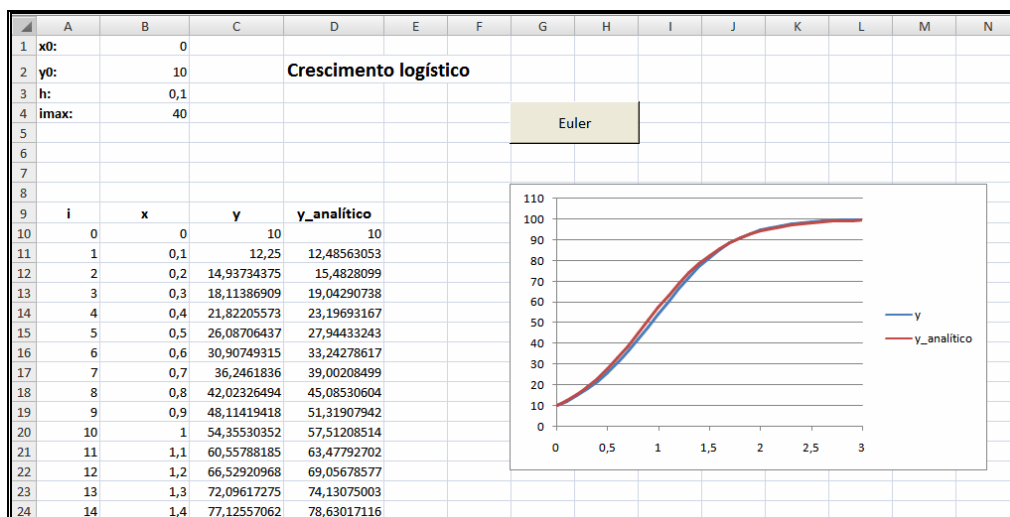 A B C D E F G H I J K L M N
1 x0: 0
2 y0: 10 Crescimento logístico
3 h: 0,1
4 imax: 40
5 Euler
6
7
8
9 i x y y_analítico
10 0 0 10 10
11 1 0,1 12,25 12,48563053
12 2 0,2 14,93734375 15,4828099
13 3 0,3 18,11386909 19,04290738
14 4 0,4 21,82205573 23,19693167
15 5 0,5 26,08706437 27,94433243
16 6 0,6 30,90749315 33,24278617
17 7 0,7 36,2461836 39,00208499
18 8 0,8 42,02326494 45,08530604
19 9 0,9 48,11419418 51,31907942
20 10 1 54,35530352 57,51208514
21 11 1,1 60,55788185 63,47792702
22 12 1,2 66,52920968 69,05678577
23 13 1,3 72,09617275 74,13075003
24 14 1,4 77,12557062 78,63017116
110
100
90
80
70
60
50
40
30
20
10
0
0 0,5 1 1,5 2 2,5 3
y
y_analítico